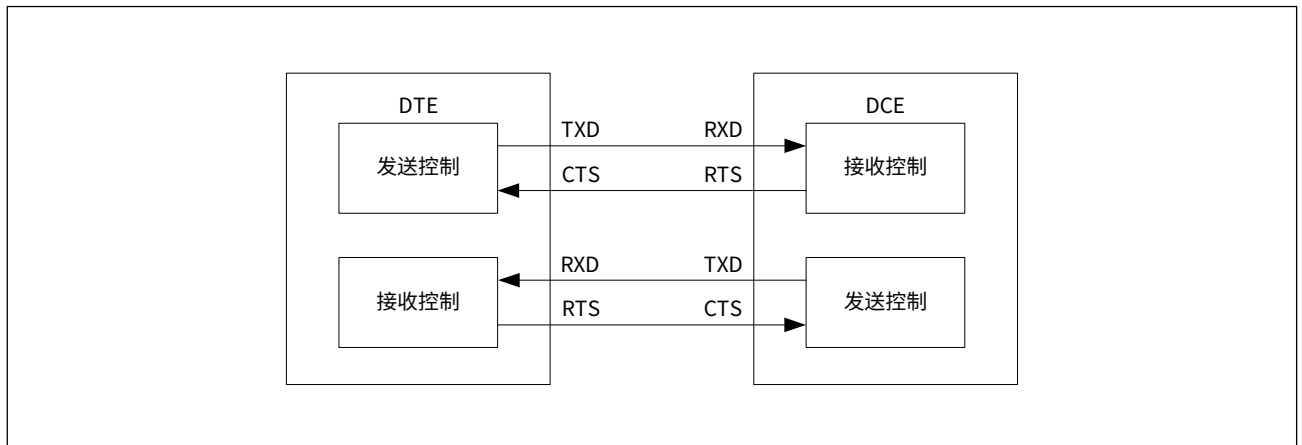 DTE DCE
TXD RXD
发送控制 接收控制
CTS RTS
RXD TXD
接收控制 发送控制
RTS CTS